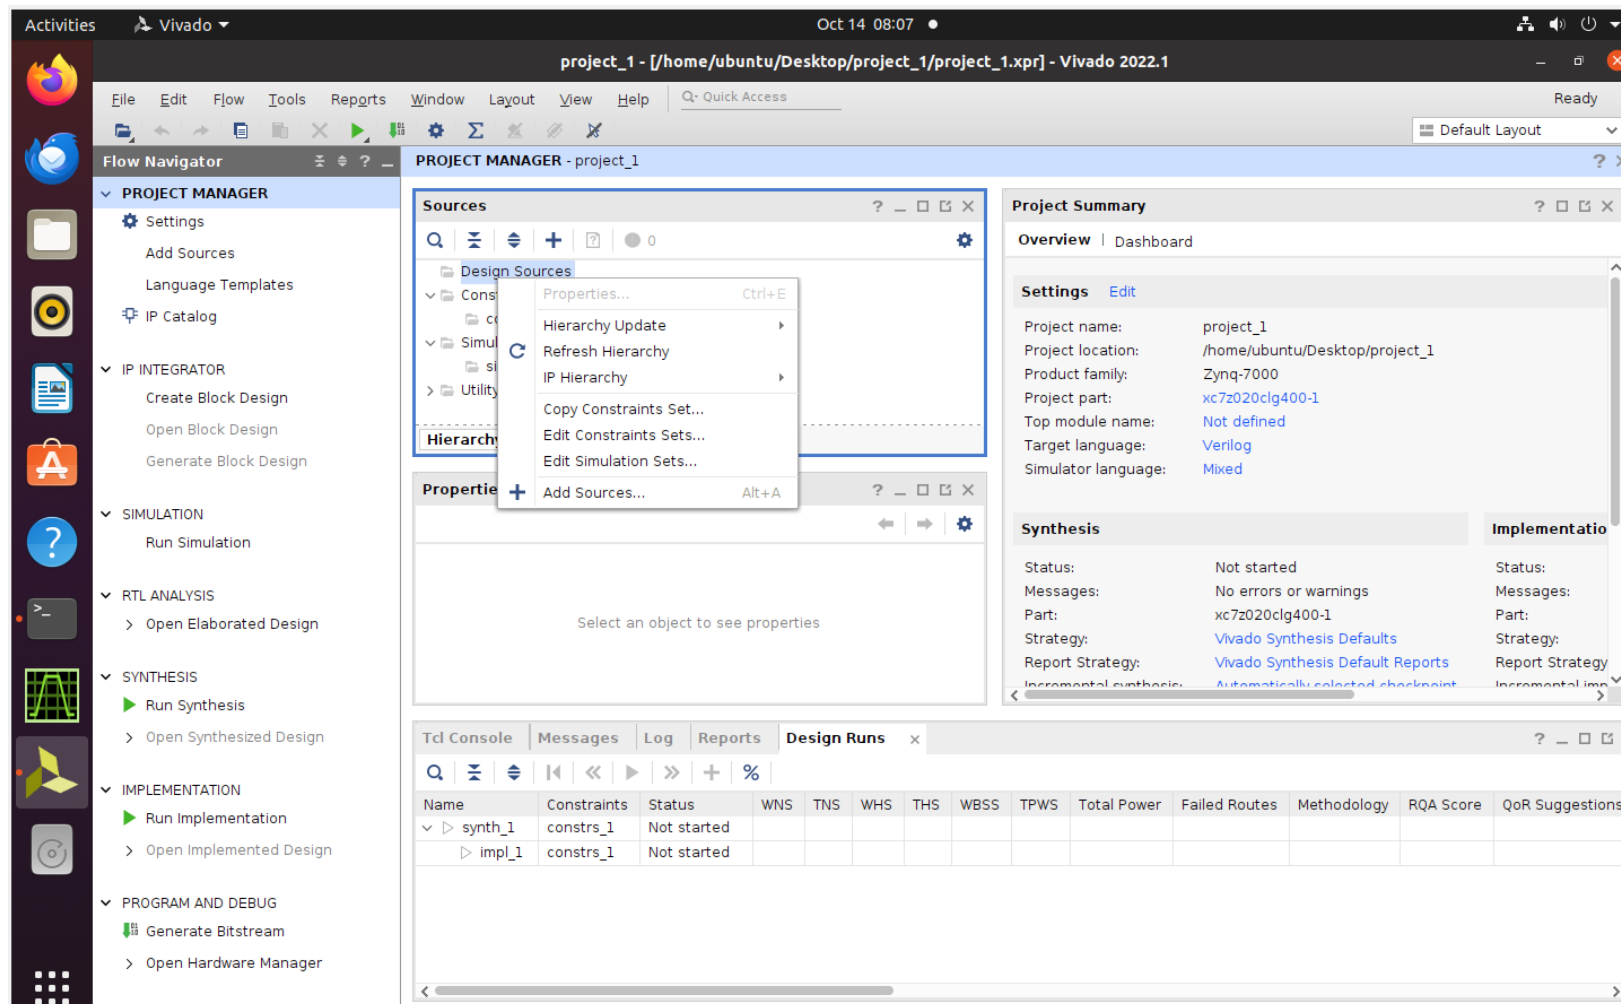 Activities Vivado Oct 14 08:07
project_1 - [/home/ubuntu/Desktop/project_1/project_1.xpr] - Vivado 2022.1
File Edit Flow Tools Reports Window Layout View Help Quick Access Ready
Default Layout
Flow Navigator
PROJECT MANAGER
Settings
Add Sources
Language Templates
IP Catalog
IP INTEGRATOR
Create Block Design
Open Block Design
Generate Block Design
SIMULATION
Run Simulation
RTL ANALYSIS
Open Elaborated Design
SYNTHESIS
Run Synthesis
Open Synthesized Design
IMPLEMENTATION
Run Implementation
Open Implemented Design
PROGRAM AND DEBUG
Generate Bitstream
Open Hardware Manager
PROJECT MANAGER - project_1
Sources
0
Design Sources
Const
co
Simul
si
Utility
Hierarchy
Properties... Ctrl+E
Hierarchy Update
Refresh Hierarchy
IP Hierarchy
Copy Constraints Set...
Edit Constraints Sets...
Edit Simulation Sets...
Add Sources... Alt+A
Propertie
Select an object to see properties
Project Summary
Overview Dashboard
Settings Edit
Project name: project_1
Project location: /home/ubuntu/Desktop/project_1
Product family: Zynq-7000
Project part: xc7z020clg400-1
Top module name: Not defined
Target language: Verilog
Simulator language: Mixed
Synthesis
Status: Not started
Messages: No errors or warnings
Part: xc7z020clg400-1
Strategy: Vivado Synthesis Defaults
Report Strategy: Vivado Synthesis Default Reports
Incremental synthesis: Automatically selected checkpoint
Implementatio
Status:
Messages:
Part:
Strategy:
Report Strategy
Incremental imp
Tcl Console Messages Log Reports Design Runs
Name Constraints Status WNS TNS WHS THS WBSS TPWS Total Power Failed Routes Methodology RQA Score QoR Suggestions
synth_1 constrs_1 Not started
impl_1 constrs_1 Not started